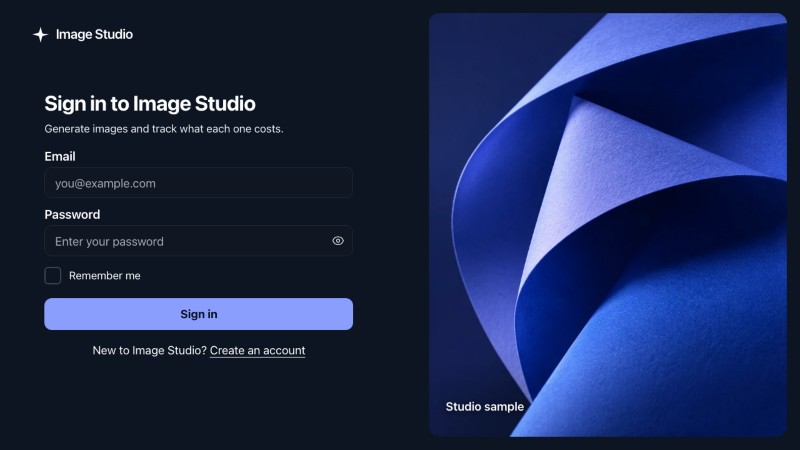 Image Studio
Sign in to Image Studio
Generate images and track what each one costs.
Email
you@example.com
Password
Enter your password
Remember me
Sign in
New to Image Studio? Create an account
Studio sample